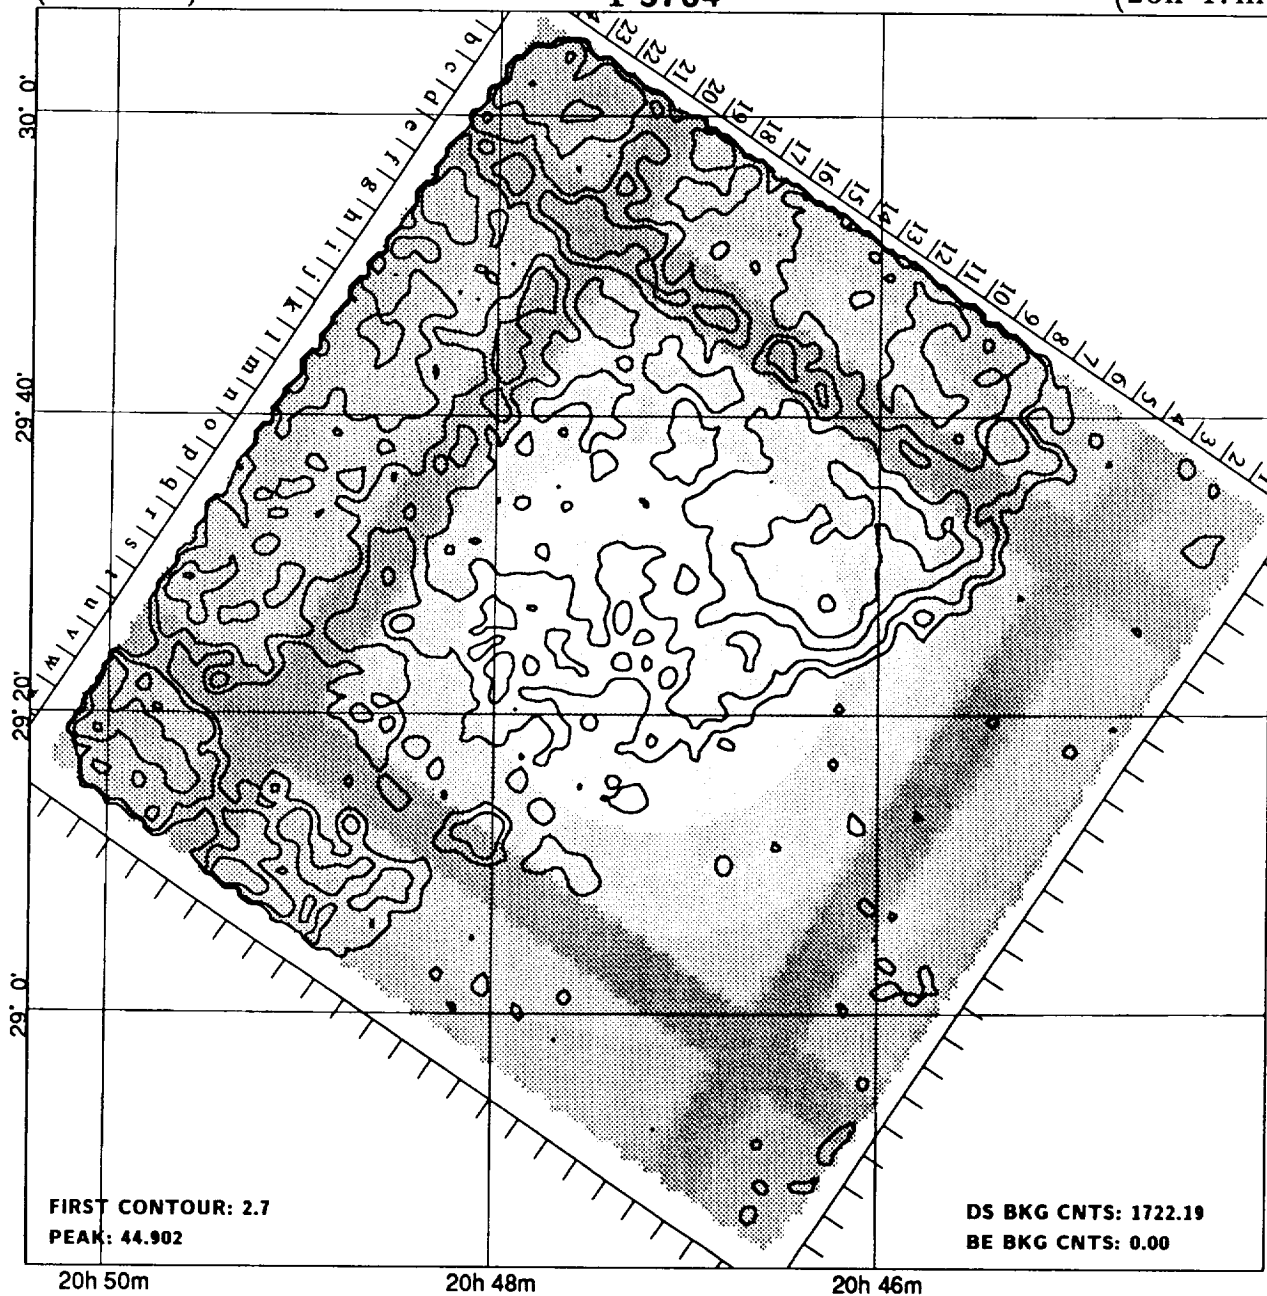 23 22 21 20 19 18 17 16 15 14 13 12 11 10 9 8 7 6 5 4 3 2 1
b c d e f g h i j k l m n o p q r s t u v w
30° 0'
29° 40'
29° 20'
29° 0'
FIRST CONTOUR: 2.7
PEAK: 44.902
DS BKG CNTS: 1722.19
BE BKG CNTS: 0.00
20h 50m
20h 48m
20h 46m